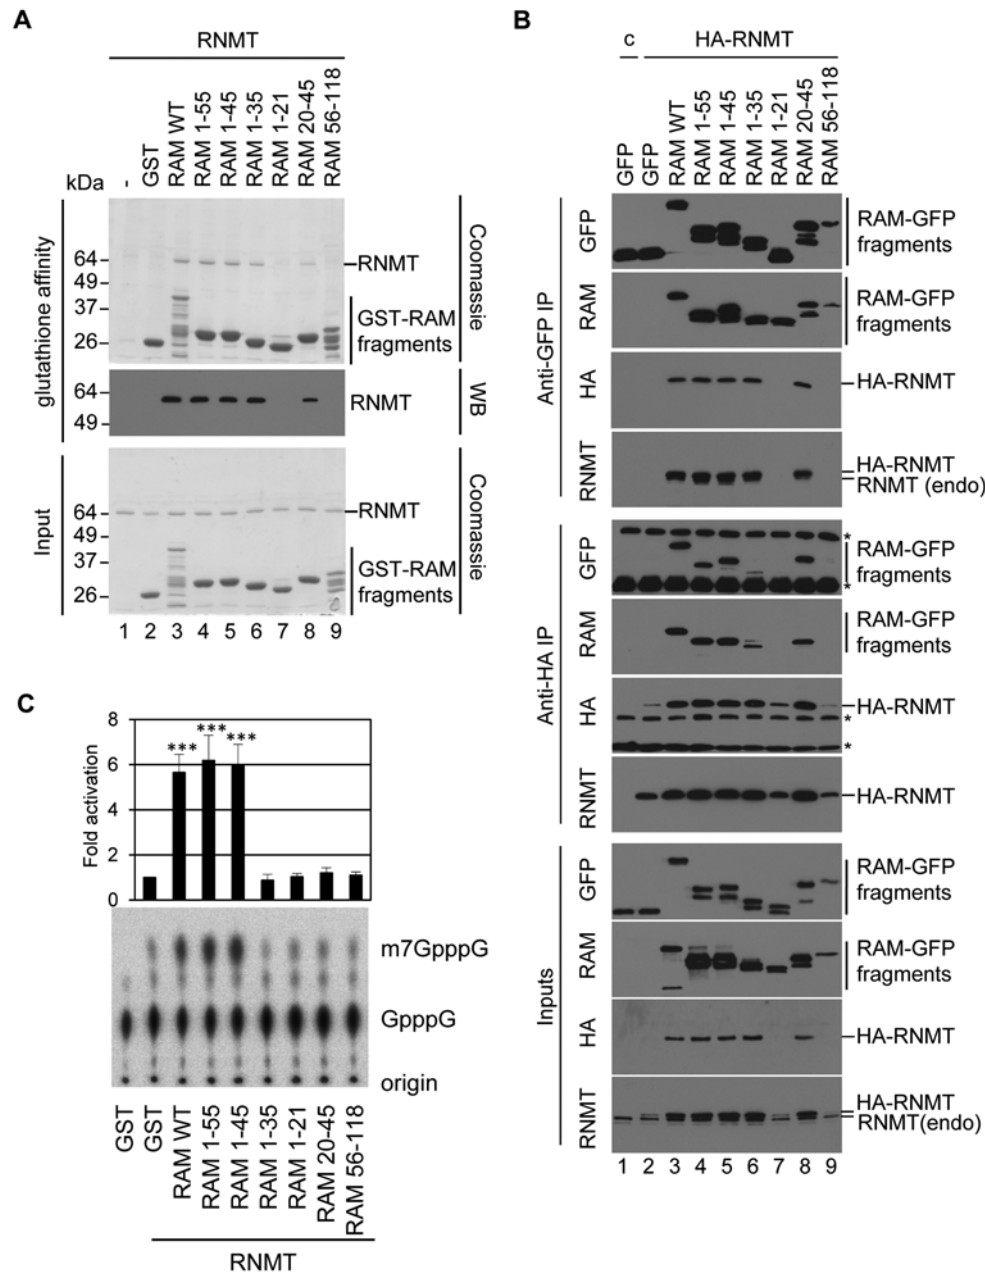 A
RNMT
kDa
-
GST
RAM WT
RAM 1-55
RAM 1-45
RAM 1-35
RAM 1-21
RAM 20-45
RAM 56-118
glutathione affinity
64
49
37
26
RNMT
GST-RAM
fragments
Coomassie
64
49
RNMT
WB
Input
64
49
37
26
RNMT
GST-RAM
fragments
Coomassie
1 2 3 4 5 6 7 8 9
B
c HA-RNMT
GFP
GFP
RAM WT
RAM 1-55
RAM 1-45
RAM 1-35
RAM 1-21
RAM 20-45
RAM 56-118
Anti-GFP IP
GFP
RAM-GFP
fragments
RAM
RAM-GFP
fragments
HA
HA-RNMT
RNMT
HA-RNMT
RNMT (endo)
Anti-HA IP
GFP
*
RAM-GFP
fragments
*
RAM
RAM-GFP
fragments
HA
HA-RNMT
*
*
RNMT
HA-RNMT
Inputs
GFP
RAM-GFP
fragments
RAM
RAM-GFP
fragments
HA
HA-RNMT
RNMT
HA-RNMT
RNMT(endo)
1 2 3 4 5 6 7 8 9
C
Fold activation
8
6
4
2
0
*** *** ***
m7GpppG
GpppG
origin
GST
GST
RAM WT
RAM 1-55
RAM 1-45
RAM 1-35
RAM 1-21
RAM 20-45
RAM 56-118
RNMT